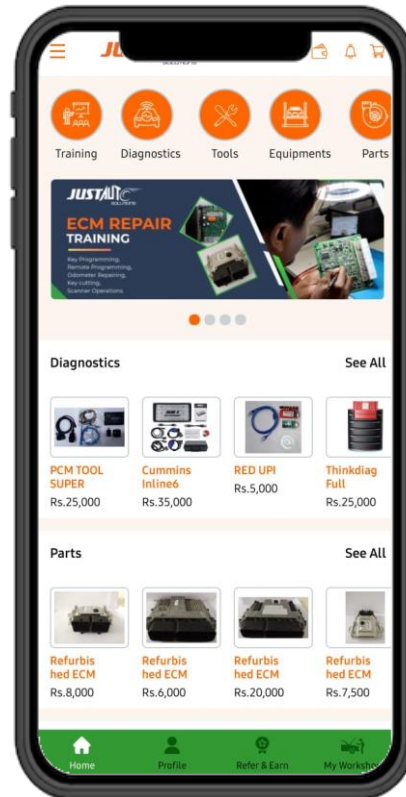 Training Diagnostics Tools Equipments Parts
JUSTAUTO
SOLUTIONS
ECM REPAIR
TRAINING
Key Programming,
Remote Programming,
Odometer Repairing,
Key cutting,
Scanner Operations
Diagnostics See All
PCM TOOL
SUPER
Rs.25,000
Cummins
Inline6
Rs.35,000
RED UPI
Rs.5,000
Thinkdiag
Full
Rs.25,000
Parts See All
Refurbis
hed ECM
Rs.8,000
Refurbis
hed ECM
Rs.6,000
Refurbis
hed ECM
Rs.20,000
Refurbis
hed ECM
Rs.7,500
Home Profile Refer & Earn My Workshop